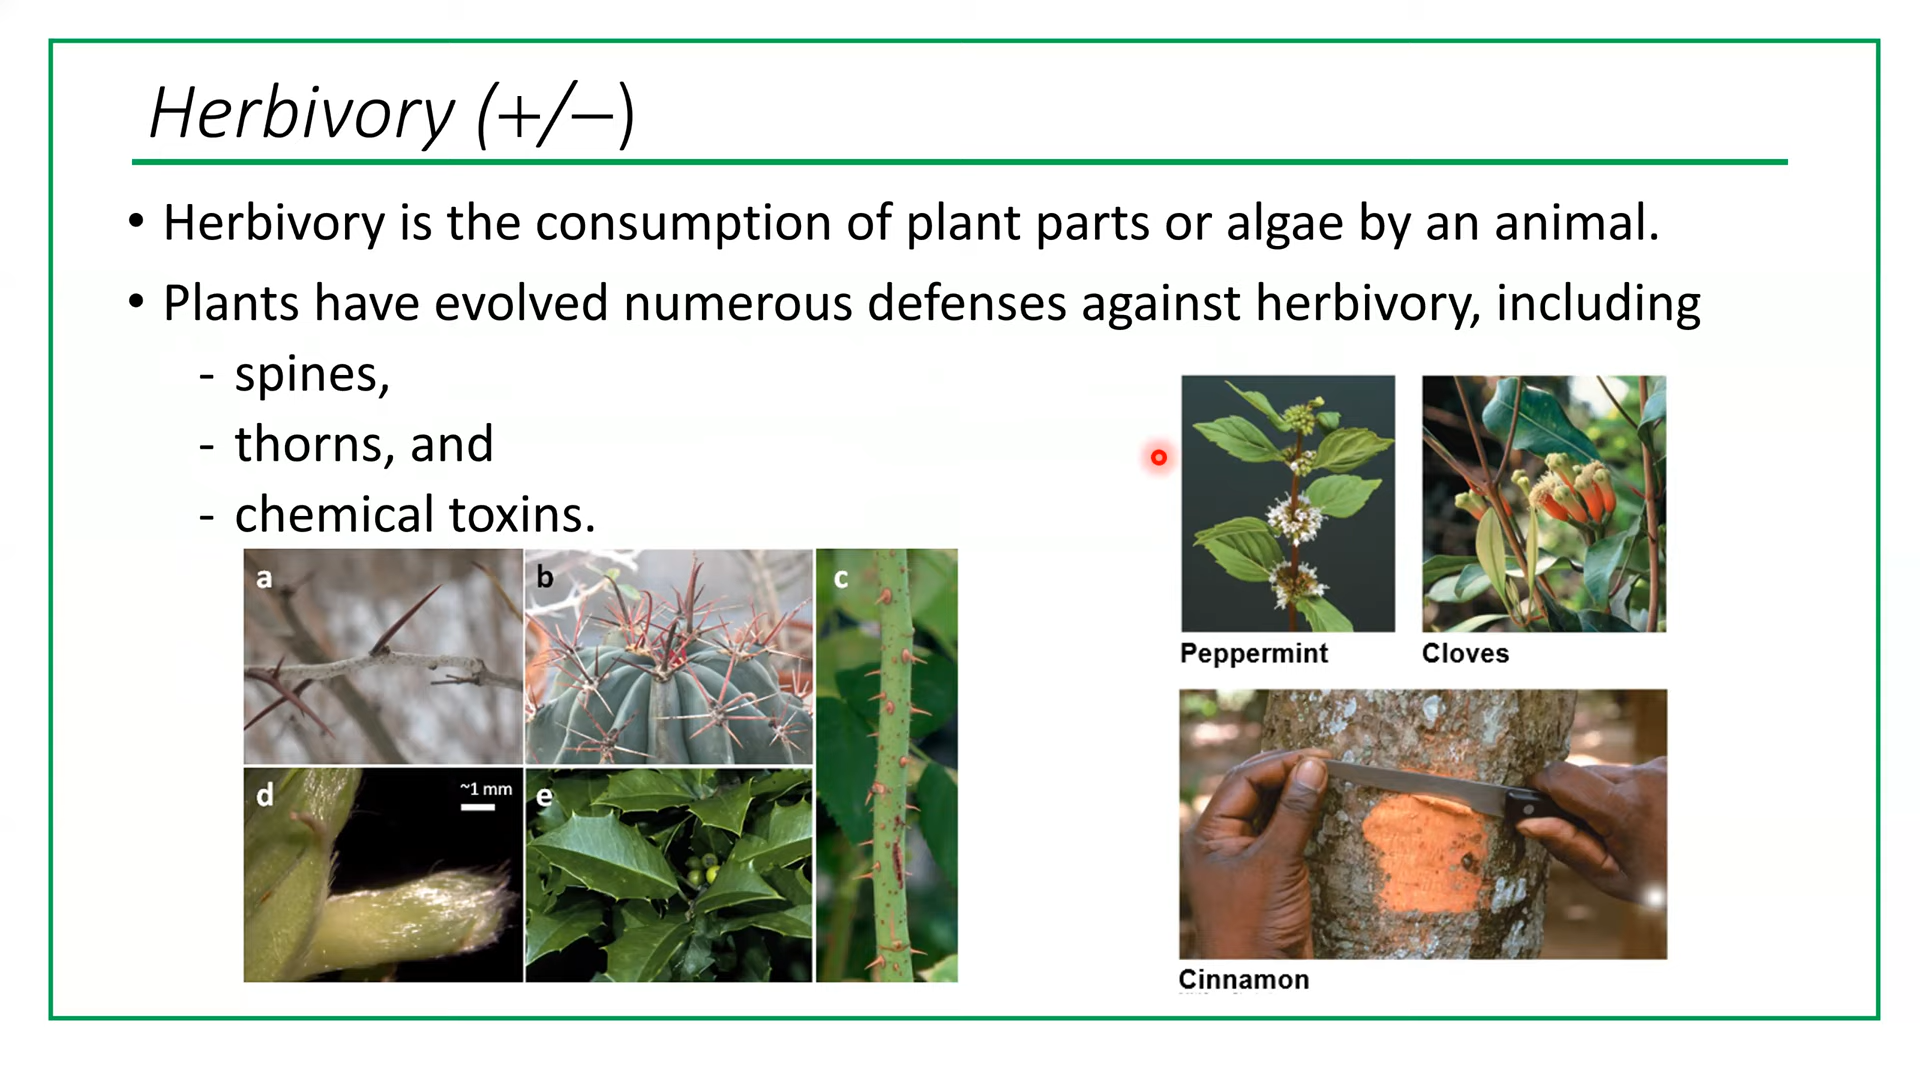 Herbivory (+/–)
• Herbivory is the consumption of plant parts or algae by an animal.
• Plants have evolved numerous defenses against herbivory, including
- spines,
- thorns, and
- chemical toxins.
a
b
c
d
~1 mm
e
Peppermint
Cloves
Cinnamon